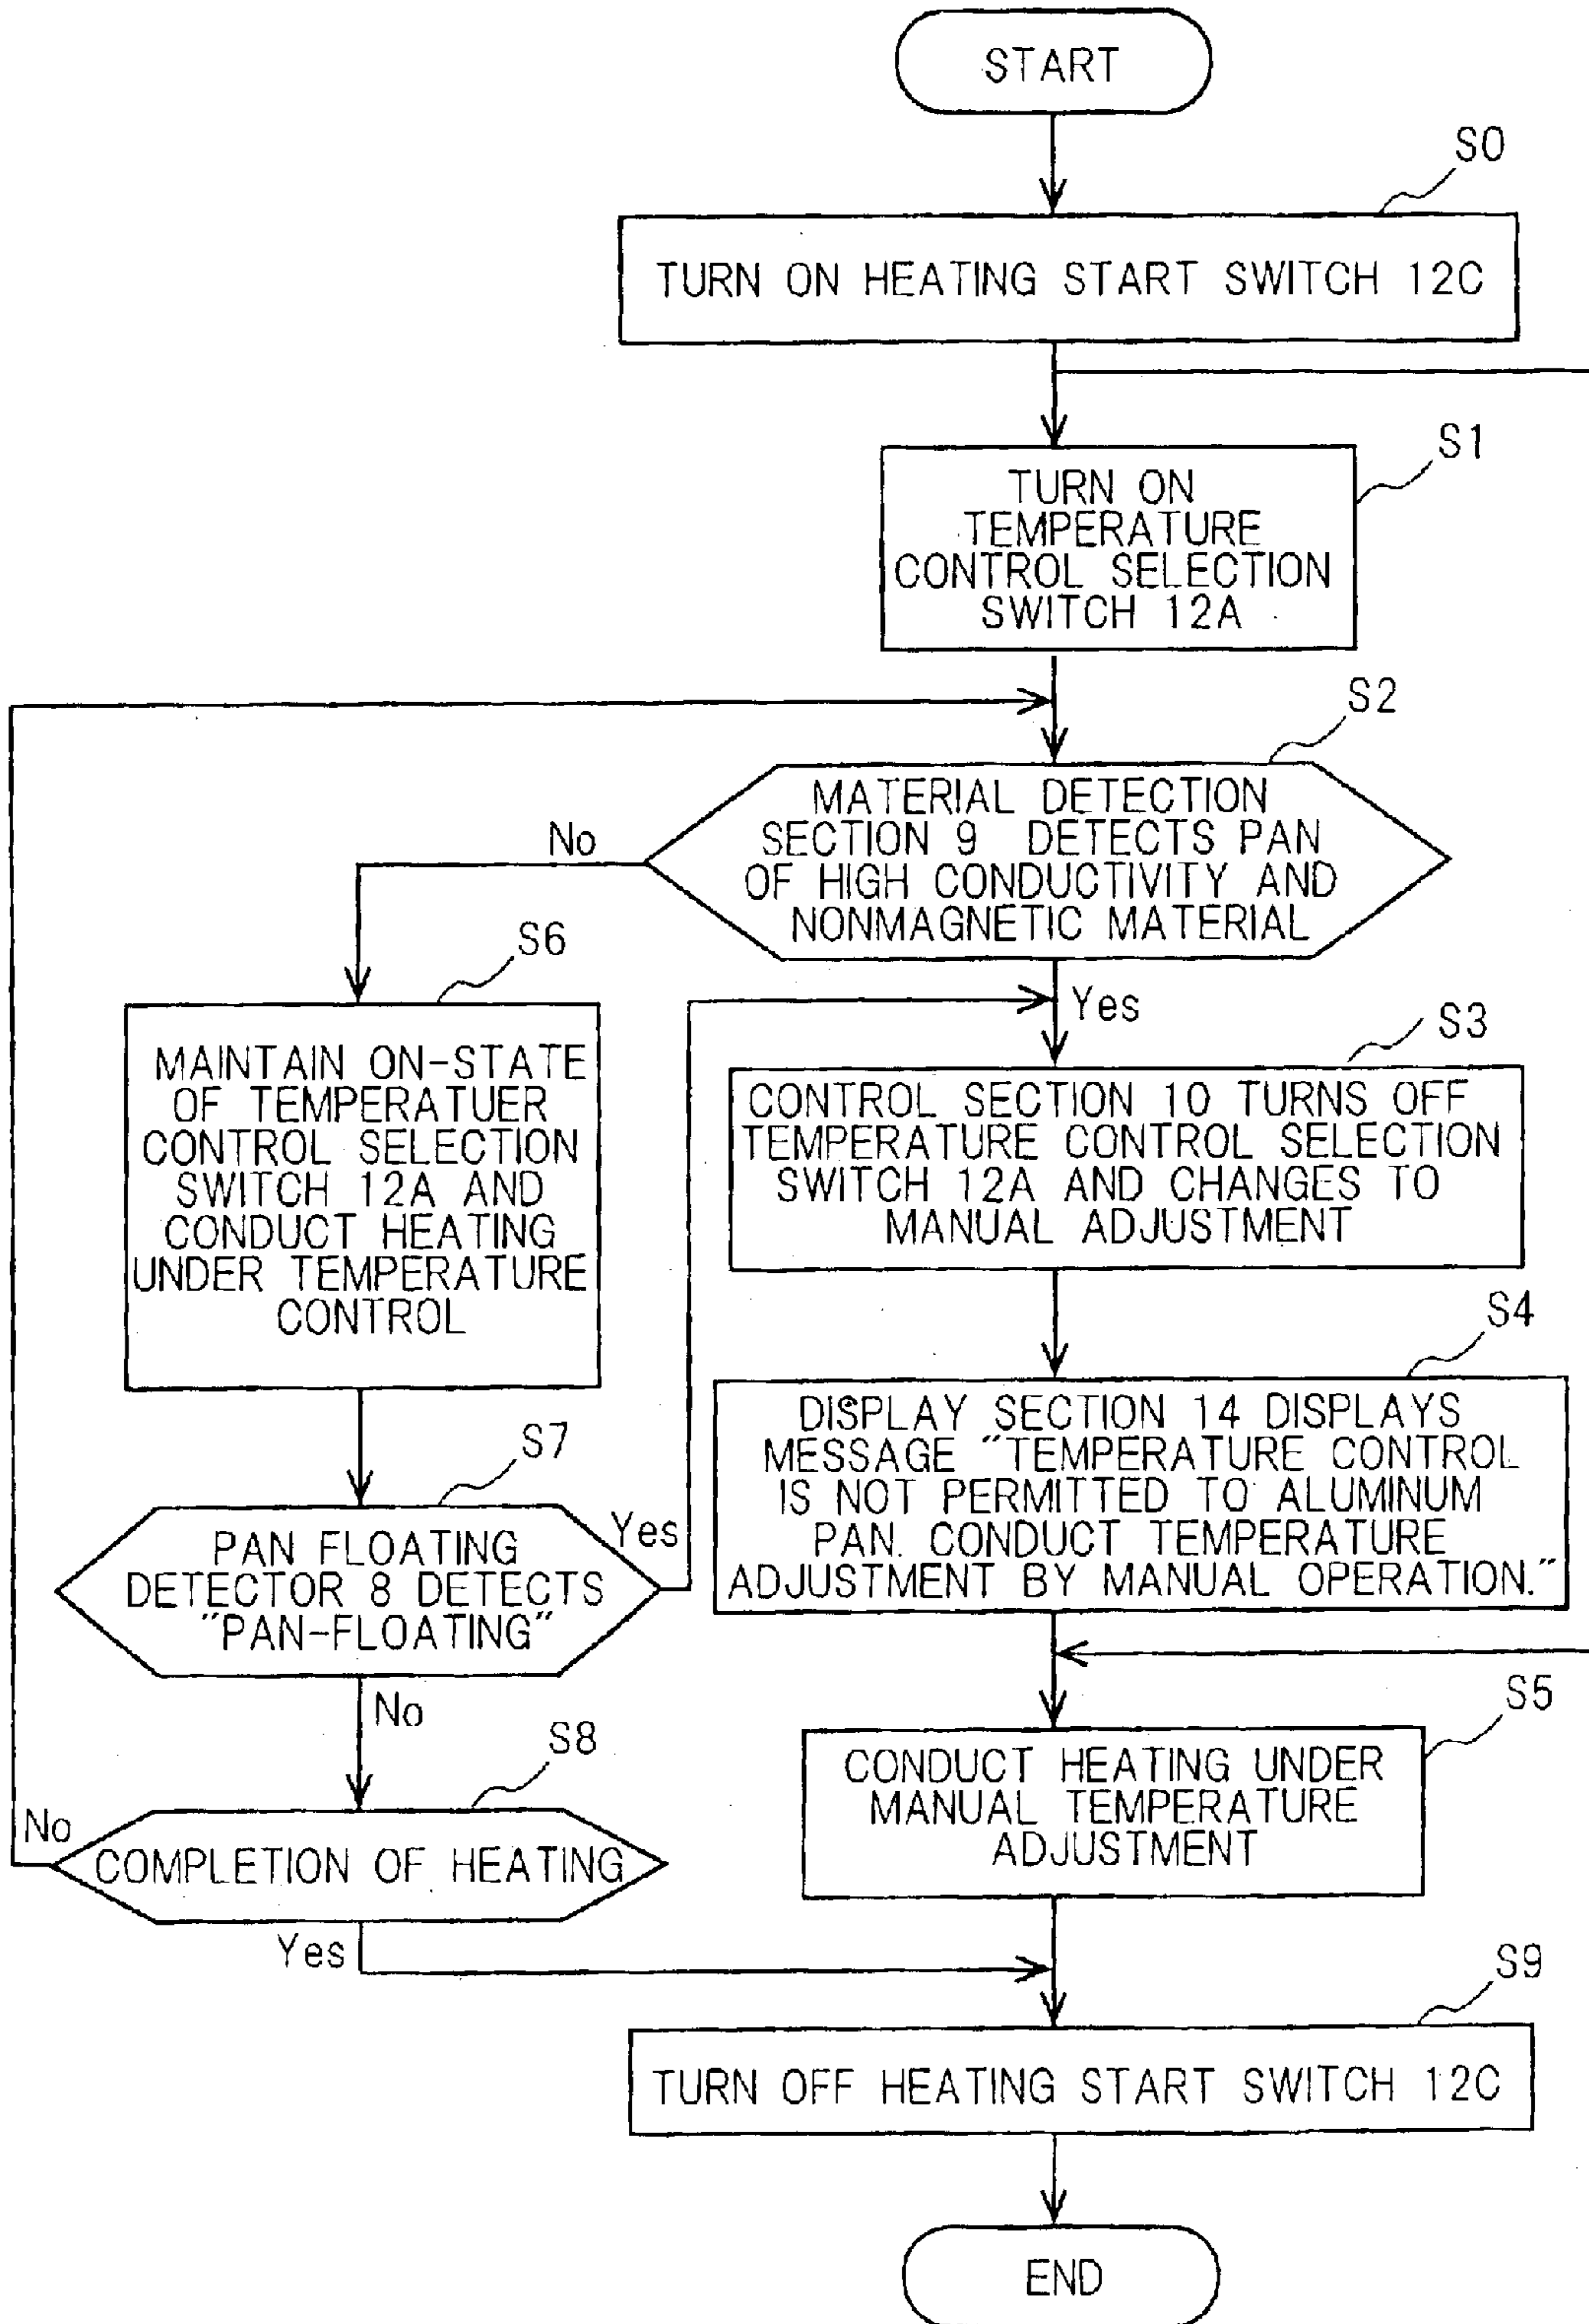 START
S0
TURN ON HEATING START SWITCH 12C
S1
TURN ON
TEMPERATURE
CONTROL SELECTION
SWITCH 12A
S2
MATERIAL DETECTION
SECTION 9 DETECTS PAN
OF HIGH CONDUCTIVITY AND
NONMAGNETIC MATERIAL
No
Yes
S6
MAINTAIN ON-STATE
OF TEMPERATUER
CONTROL SELECTION
SWITCH 12A AND
CONDUCT HEATING
UNDER TEMPERATURE
CONTROL
S3
CONTROL SECTION 10 TURNS OFF
TEMPERATURE CONTROL SELECTION
SWITCH 12A AND CHANGES TO
MANUAL ADJUSTMENT
S4
DISPLAY SECTION 14 DISPLAYS
MESSAGE "TEMPERATURE CONTROL
IS NOT PERMITTED TO ALUMINUM
PAN. CONDUCT TEMPERATURE
ADJUSTMENT BY MANUAL OPERATION."
S7
PAN FLOATING
DETECTOR 8 DETECTS
"PAN-FLOATING"
Yes
No
S5
CONDUCT HEATING UNDER
MANUAL TEMPERATURE
ADJUSTMENT
S8
COMPLETION OF HEATING
No
Yes
S9
TURN OFF HEATING START SWITCH 12C
END